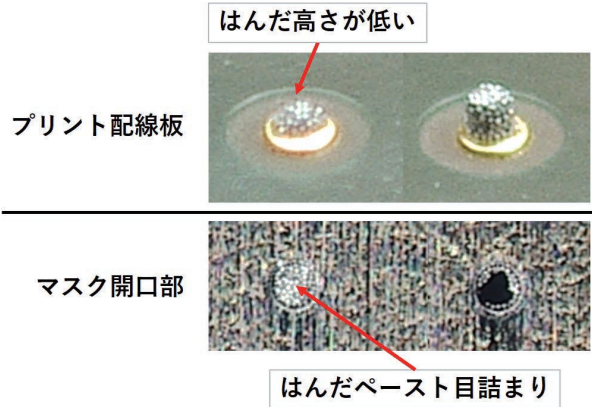 はんだ高さが低い
プリント配線板
マスク開口部
はんだペースト目詰まり